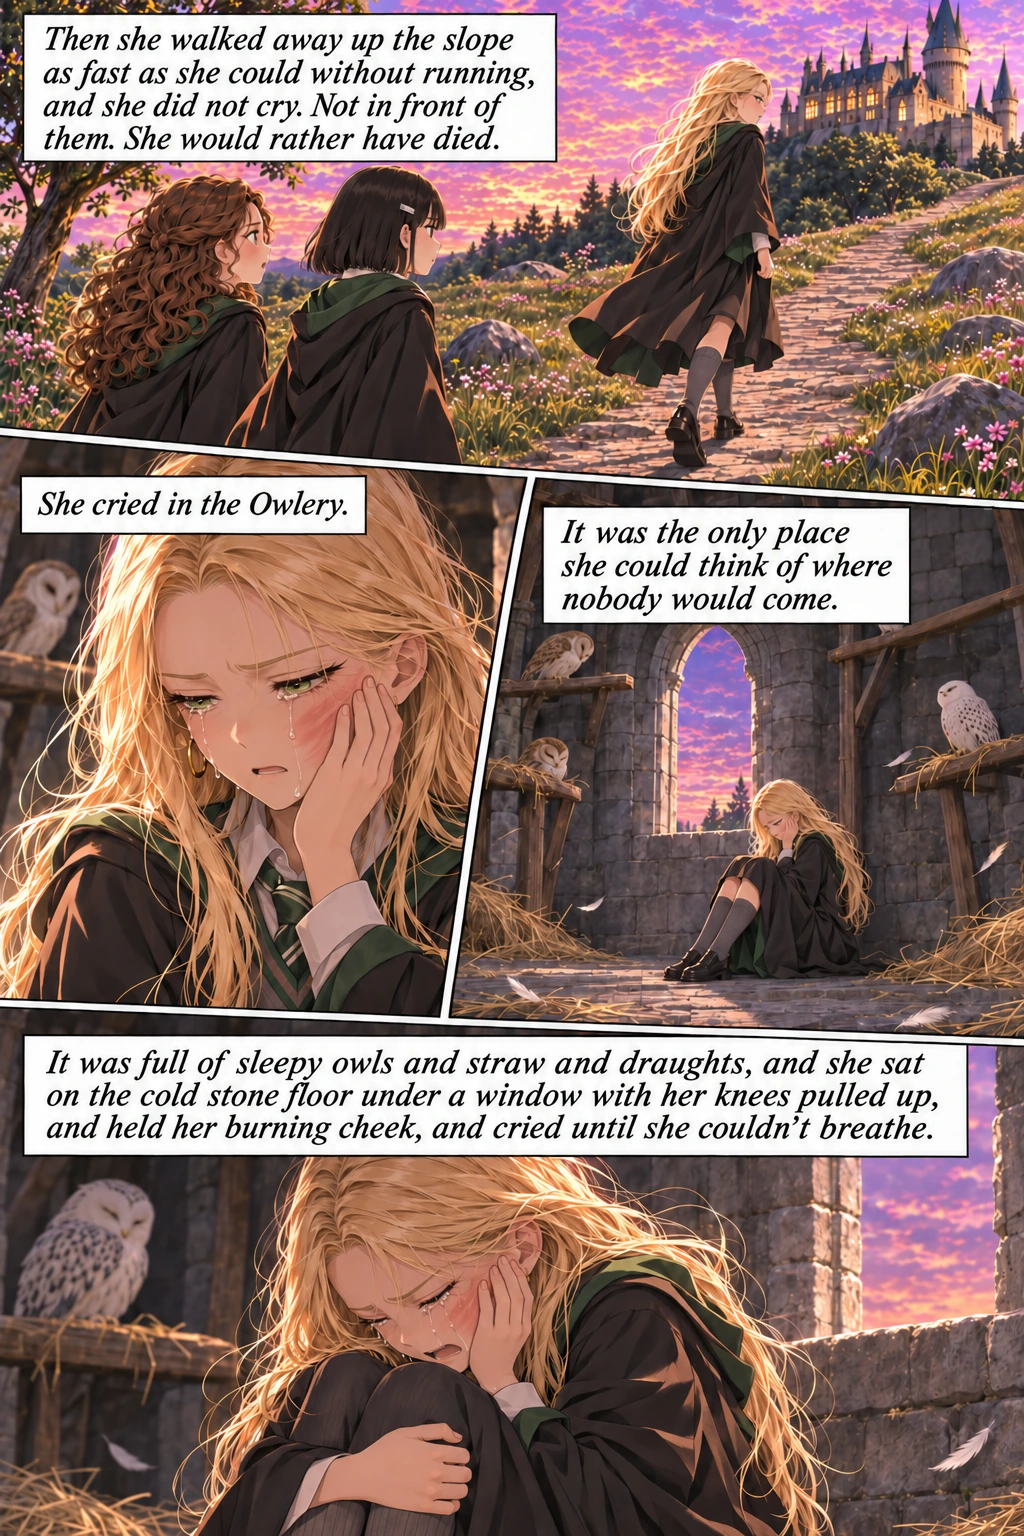 Then she walked away up the slope
as fast as she could without running,
and she did not cry. Not in front of
them. She would rather have died.
She cried in the Owlery.
It was the only place
she could think of where
nobody would come.
It was full of sleepy owls and straw and draughts, and she sat
on the cold stone floor under a window with her knees pulled up,
and held her burning cheek, and cried until she couldn't breathe.